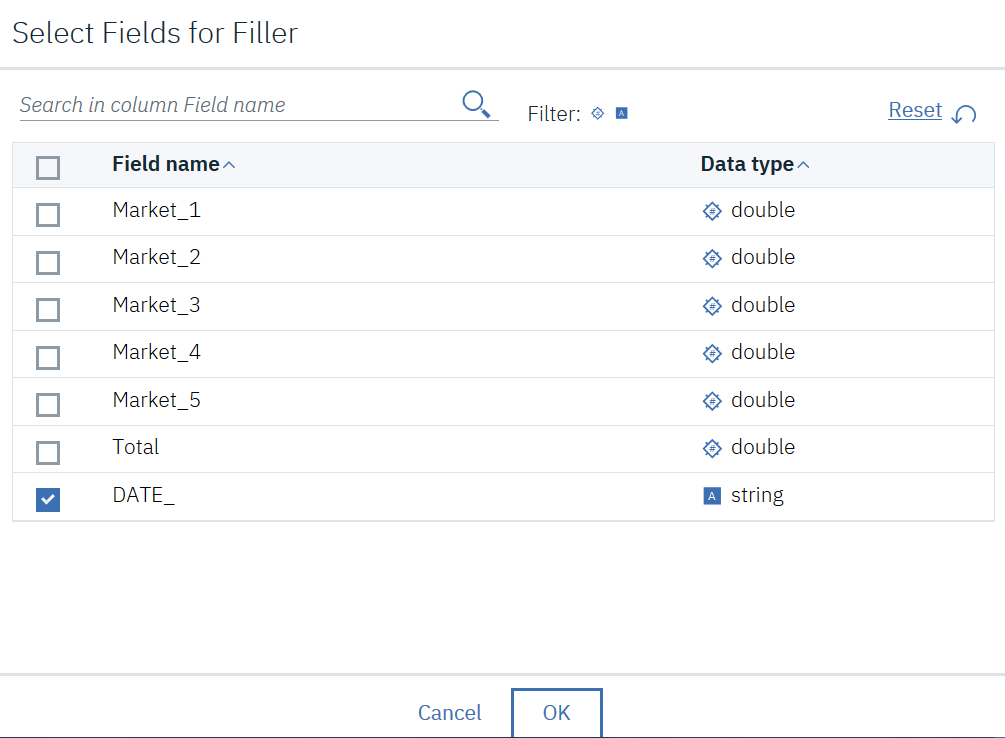 Select Fields for Filler
Search in column Field name
Filter: # A
Reset
Field name Data type
Market_1 # double
Market_2 # double
Market_3 # double
Market_4 # double
Market_5 # double
Total # double
DATE_ A string
Cancel OK